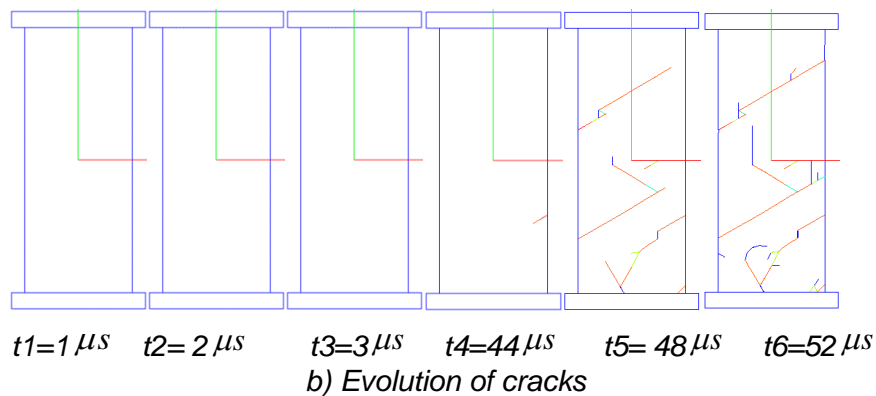 t1=1 μs t2= 2 μs t3=3 μs t4=44 μs t5= 48 μs t6=52 μs
b) Evolution of cracks